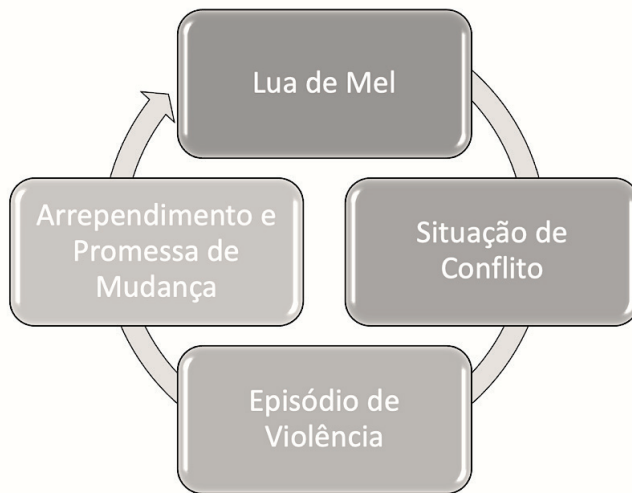 Lua de Mel
Situação de
Conflito
Episódio de
Violência
Arrependimento e
Promessa de
Mudança